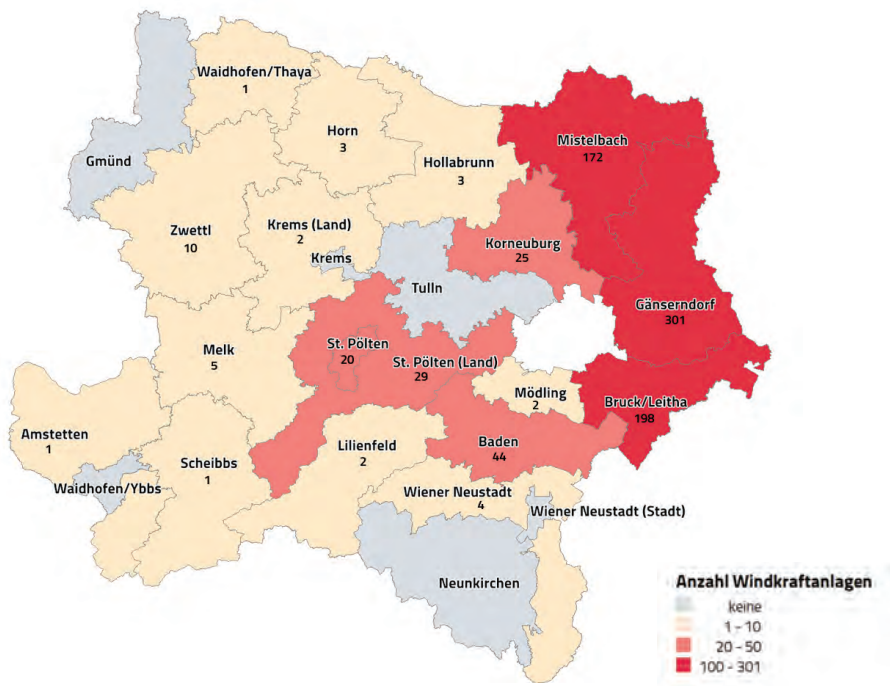 Waidhofen/Thaya
1
Horn
3
Mistelbach
172
Gmünd
Hollabrunn
3
Zwettl
10
Krems (Land)
2
Korneuburg
25
Krems
Tulln
Gänserndorf
301
Melk
5
St. Pölten
20
St. Pölten (Land)
29
Mödling
2
Bruck/Leitha
198
Amstetten
1
Scheibbs
1
Lilienfeld
2
Baden
44
Waidhofen/Ybbs
Wiener Neustadt
4
Wiener Neustadt (Stadt)
Neunkirchen
Anzahl Windkraftanlagen
keine
1 - 10
20 - 50
100 - 301